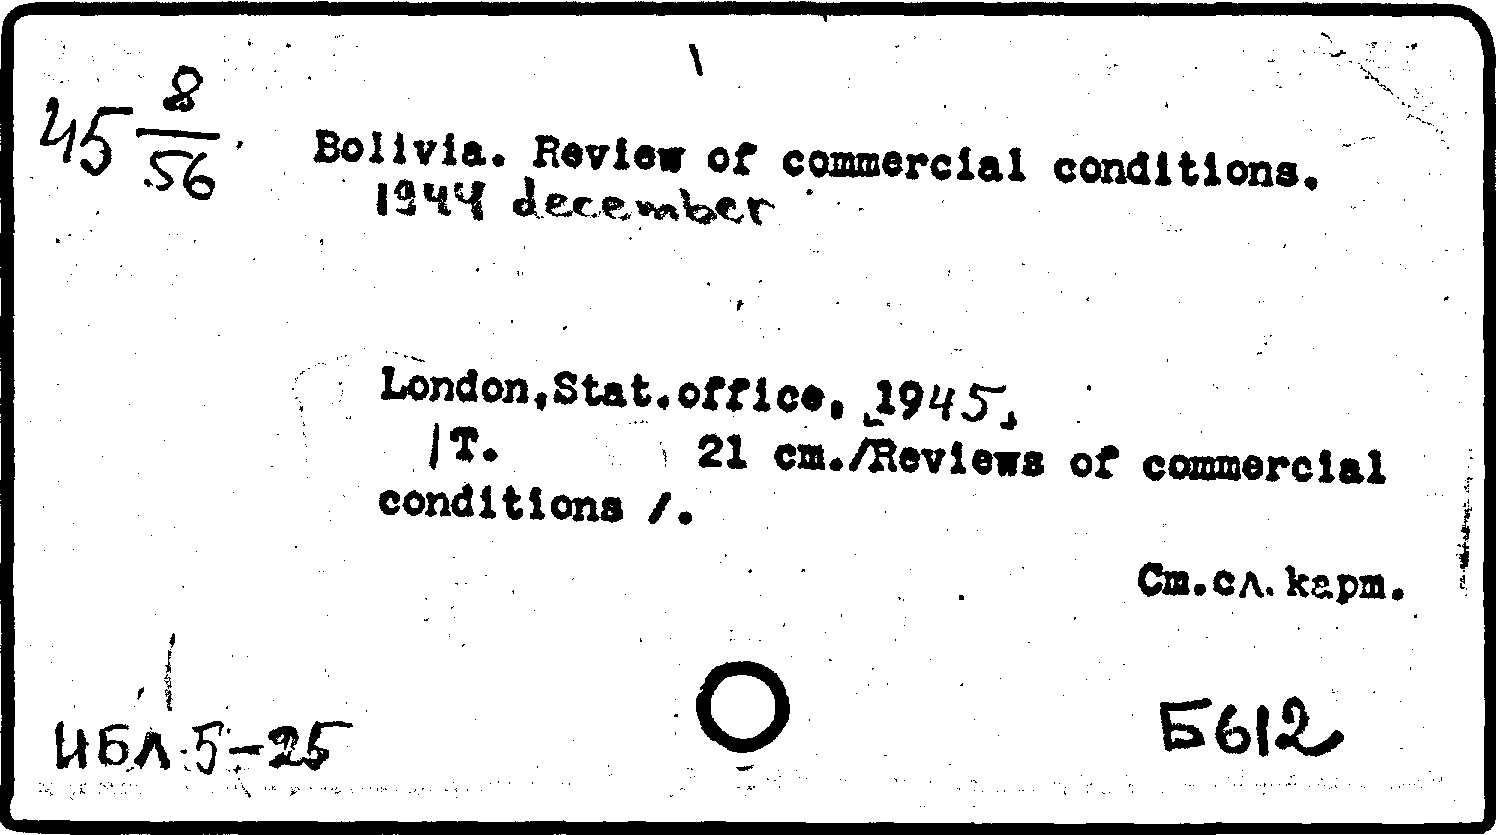 45 8/56
Bolivia. Review of commercial conditions.
1944 december
London,Stat.office, [1945]
|T. 21 cm./Reviews of commercial
conditions /.
См.сл.карт.
ИБЛ 5-25
Б612